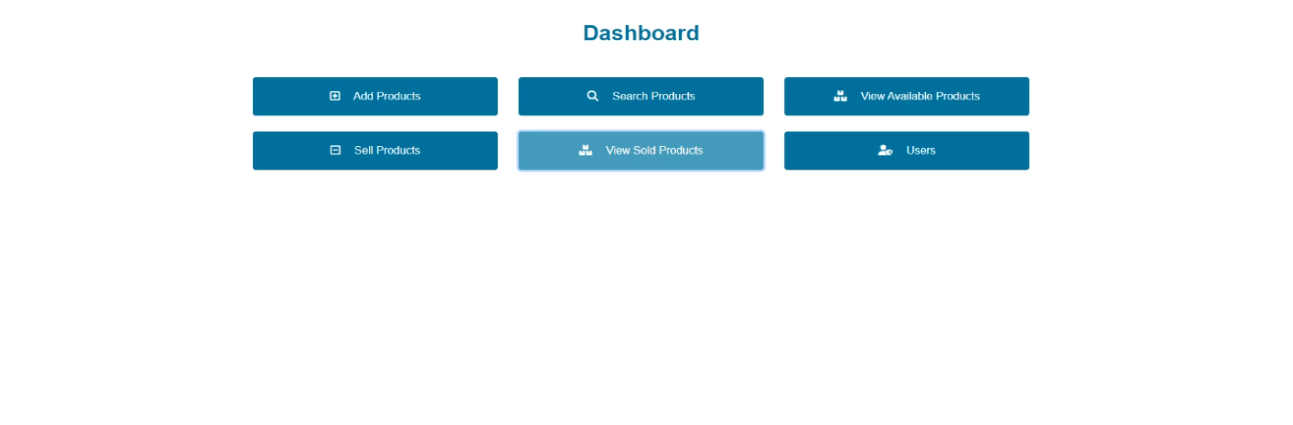 Dashboard
Add Products
Search Products
View Available Products
Sell Products
View Sold Products
Users